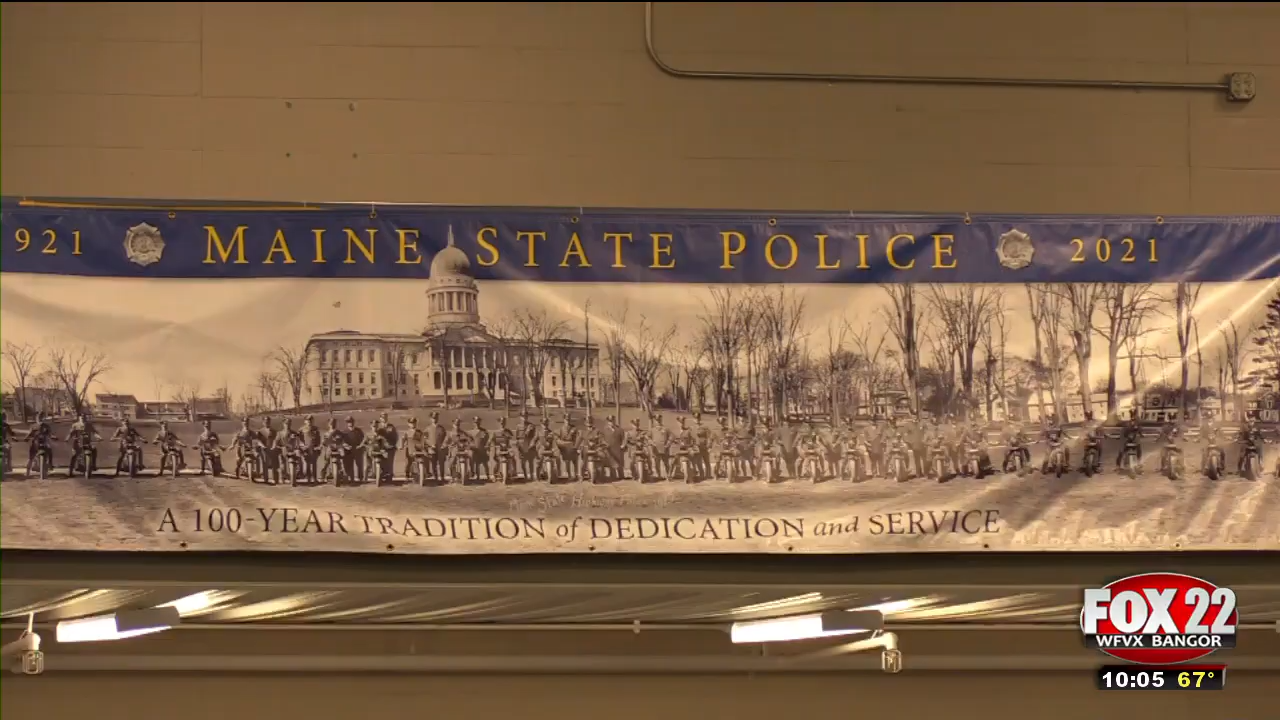 921 MAINE STATE POLICE 2021
A 100-YEAR TRADITION of DEDICATION and SERVICE
FOX 22
WFVX BANGOR
10:05 67°